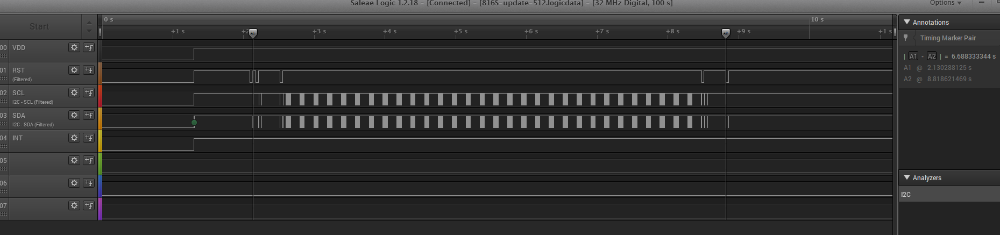 Saleae Logic 1.2.18 - [Connected] - [816S-update-512.logicdata] - [32 MHz Digital, 100 s]
Options
Start
0 s
10 s
+1 s
+2
+3 s
+4 s
+5 s
+6 s
+7 s
+8 s
+9 s
+1 s
A1
A2
00 VDD
01 RST
(Filtered)
02 SCL
I2C - SCL (Filtered)
03 SDA
I2C - SDA (Filtered)
04 INT
05
06
07
Annotations
Timing Marker Pair
| A1 - A2 | = 6.688333344 s
A1 @ 2.130288125 s
A2 @ 8.818621469 s
Analyzers
I2C